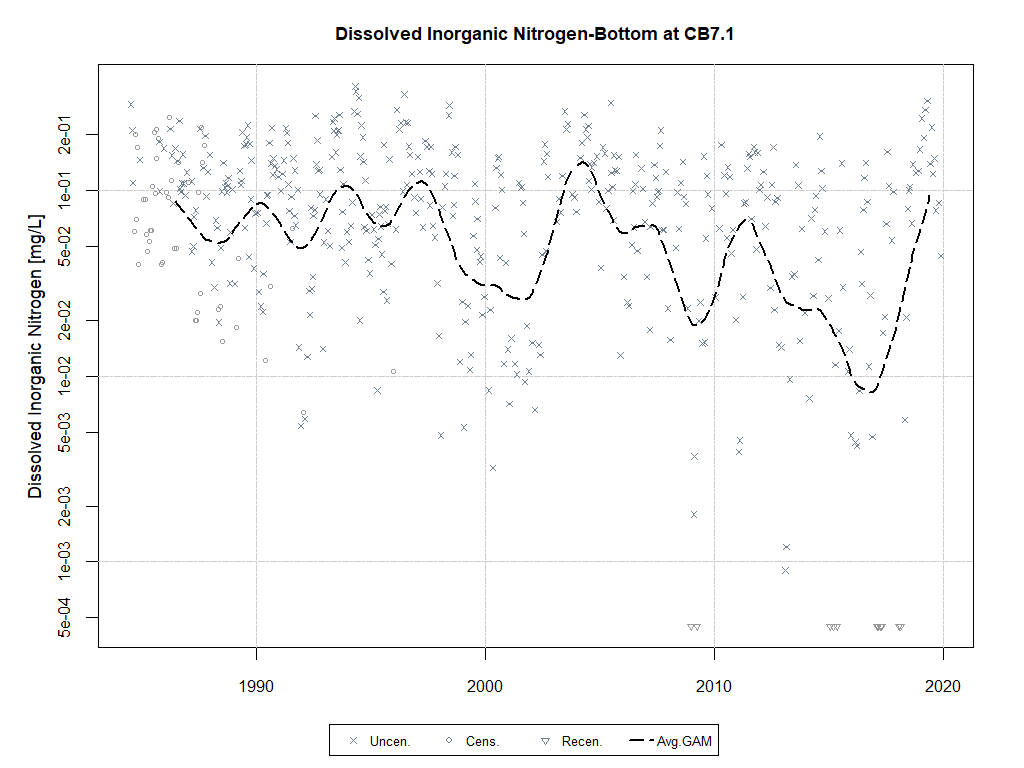 Dissolved Inorganic Nitrogen-Bottom at CB7.1
Dissolved Inorganic Nitrogen [mg/L]
2e-01
1e-01
5e-02
2e-02
1e-02
5e-03
2e-03
1e-03
5e-04
1990 2000 2010 2020
Uncen. Cens. Recen. Avg.GAM